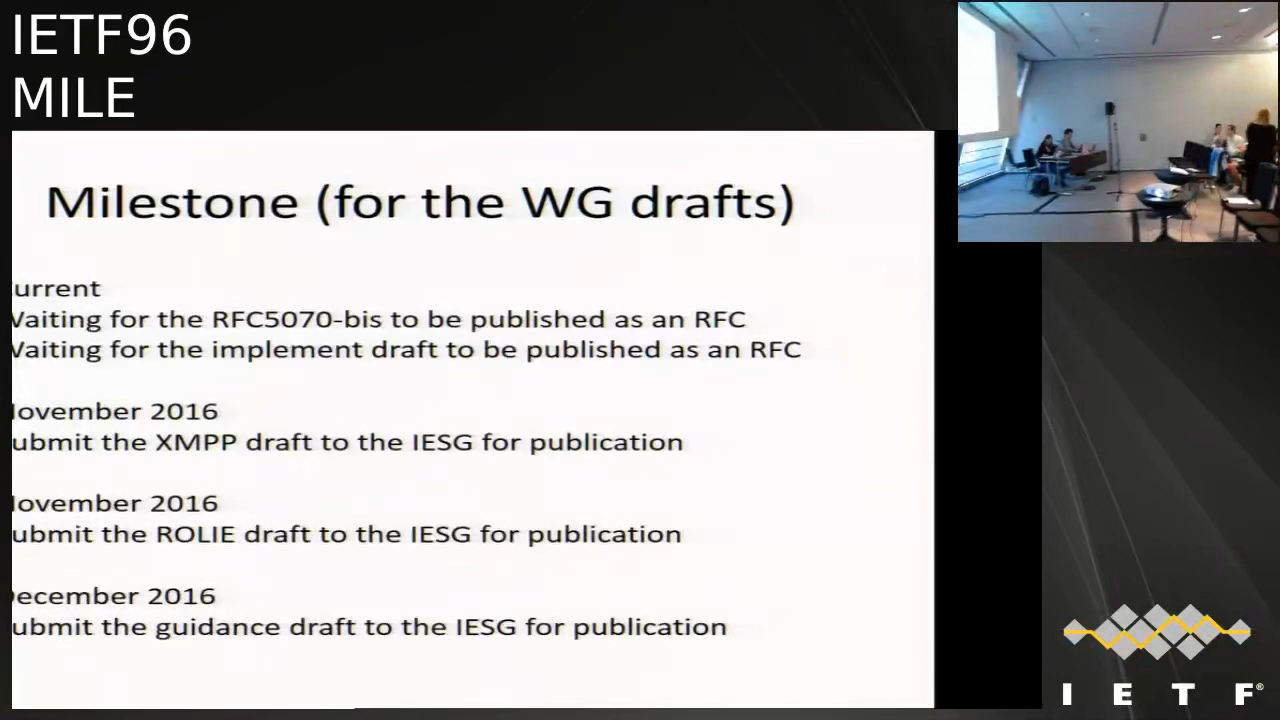 IETF96
MILE
Milestone (for the WG drafts)
urrent
Vaiting for the RFC5070-bis to be published as an RFC
Vaiting for the implement draft to be published as an RFC
lovember 2016
ubmit the XMPP draft to the IESG for publication
lovember 2016
ubmit the ROLIE draft to the IESG for publication
ecember 2016
ubmit the guidance draft to the IESG for publication
I E T F®